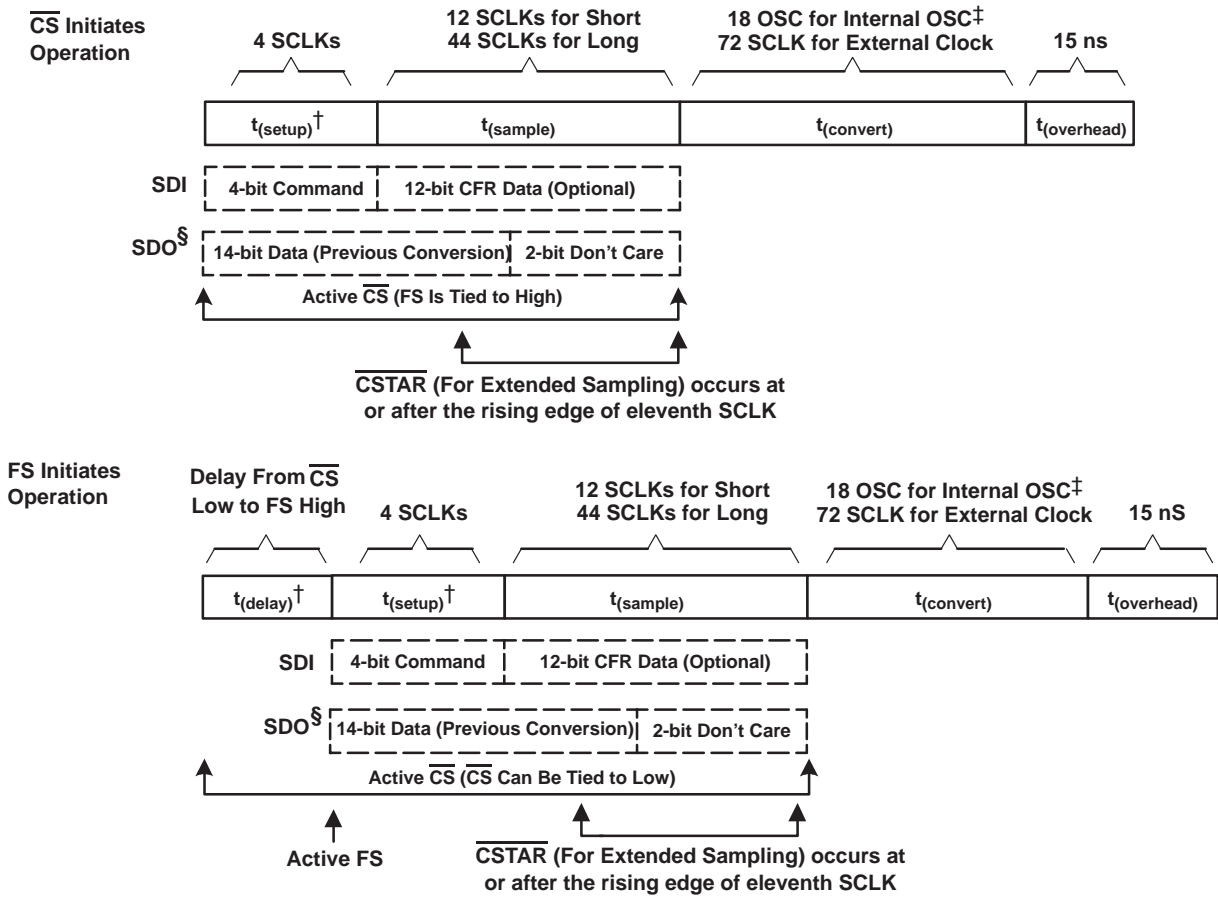 CS Initiates
Operation
4 SCLKs
12 SCLKs for Short
44 SCLKs for Long
18 OSC for Internal OSC‡
72 SCLK for External Clock
15 ns
t(setup)†
t(sample)
t(convert)
t(overhead)
SDI
4-bit Command
12-bit CFR Data (Optional)
SDO§
14-bit Data (Previous Conversion)
2-bit Don't Care
Active CS (FS Is Tied to High)
CSTAR (For Extended Sampling) occurs at
or after the rising edge of eleventh SCLK
FS Initiates
Operation
Delay From CS
Low to FS High
4 SCLKs
12 SCLKs for Short
44 SCLKs for Long
18 OSC for Internal OSC‡
72 SCLK for External Clock
15 nS
t(delay)†
t(setup)†
t(sample)
t(convert)
t(overhead)
SDI
4-bit Command
12-bit CFR Data (Optional)
SDO§
14-bit Data (Previous Conversion)
2-bit Don't Care
Active CS (CS Can Be Tied to Low)
Active FS
CSTAR (For Extended Sampling) occurs at
or after the rising edge of eleventh SCLK